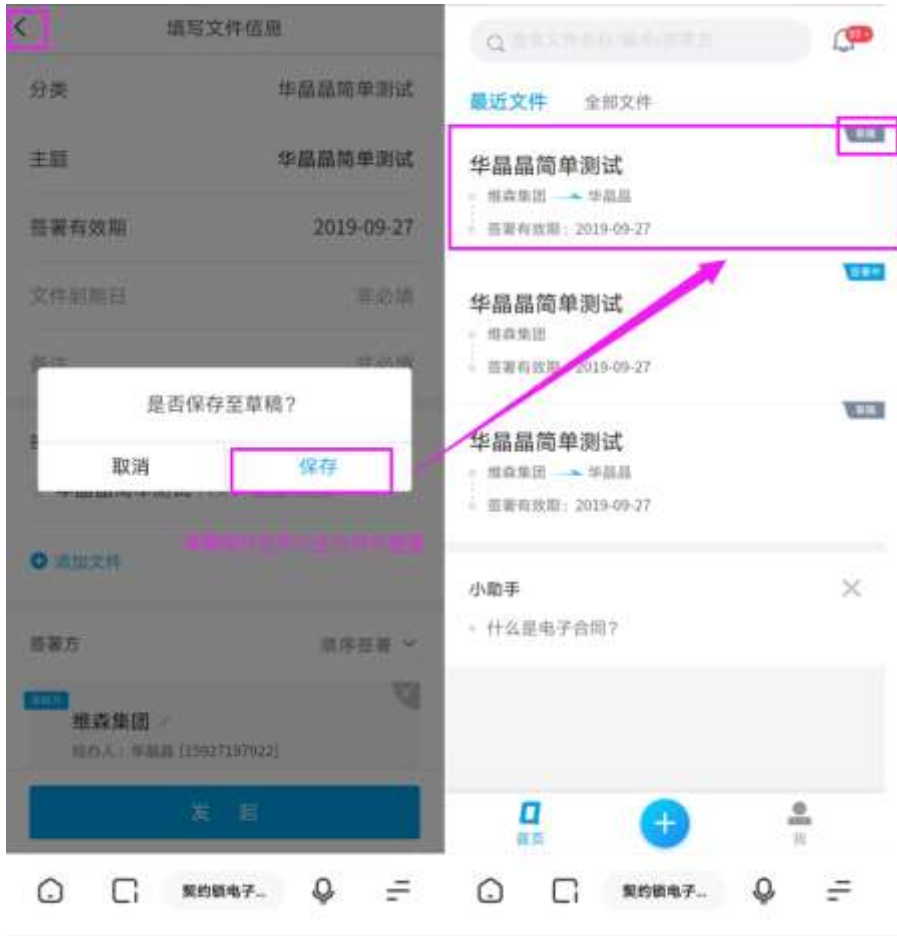 填写文件信息
分类 华晶晶简单测试
主题 华晶晶简单测试
签署有效期 2019-09-27
文件到期日 非必填
备注 非必填
是否保存至草稿?
取消 保存
添加文件
签署方 顺序签署
维森集团
经办人:华晶晶 [15927197922]
发 起
契约锁电子...
最近文件 全部文件
草稿
华晶晶简单测试
维森集团 华晶晶
签署有效期:2019-09-27
签署中
华晶晶简单测试
维森集团
签署有效期:2019-09-27
草稿
华晶晶简单测试
维森集团 华晶晶
签署有效期:2019-09-27
小助手
什么是电子合同?
首页 我
契约锁电子...